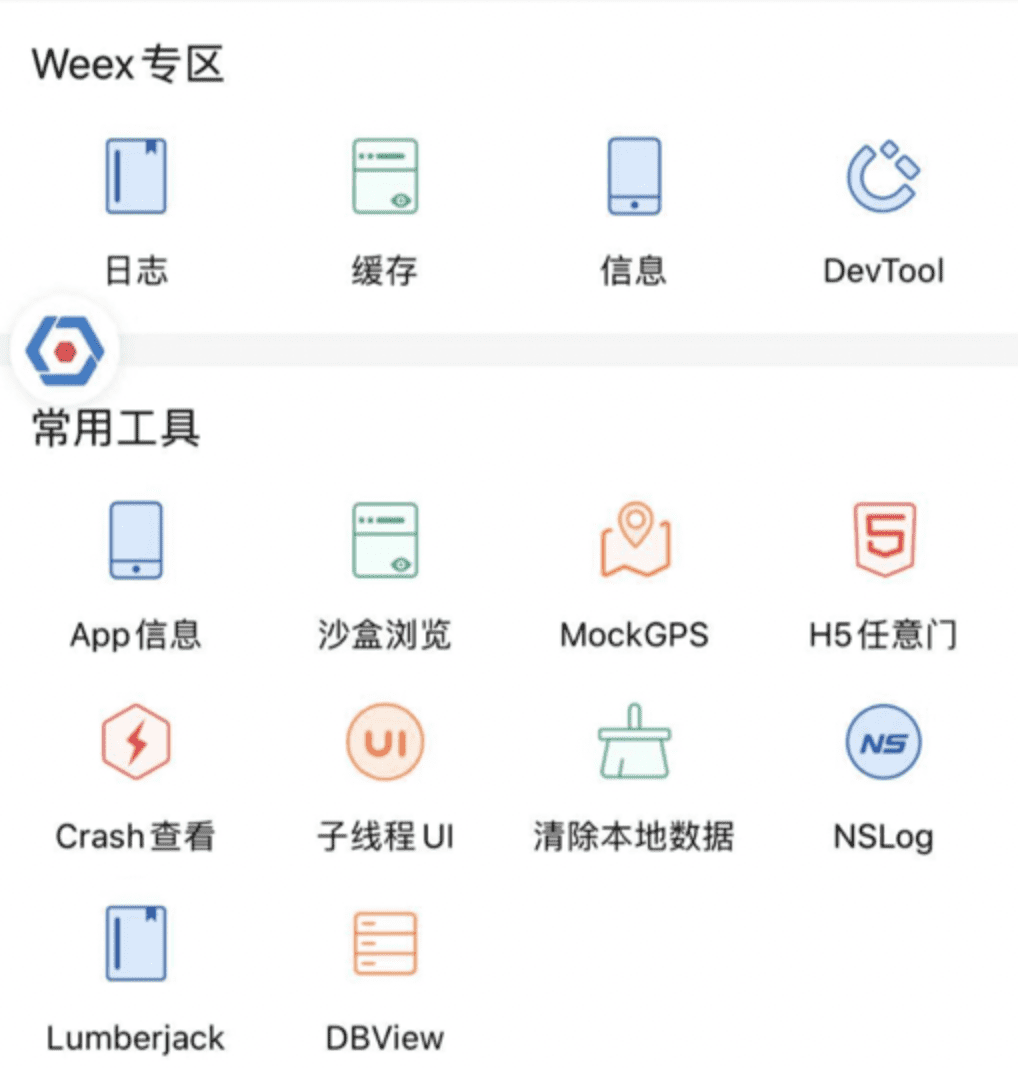 Weex专区
日志 缓存 信息 DevTool
常用工具
App信息 沙盒浏览 MockGPS H5任意门
UI NS
Crash查看 子线程UI 清除本地数据 NSLog
Lumberjack DBView